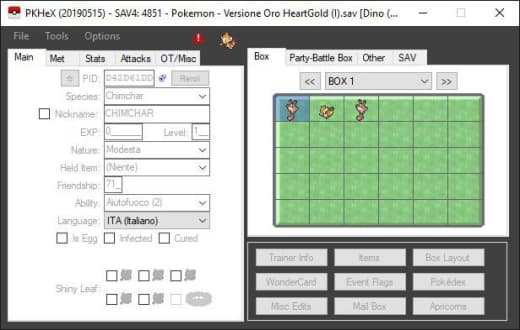 PKHeX (20190515) - SAV4: 4851 - Pokemon - Versione Oro HeartGold (I).sav [Dino (...
File Tools Options
Main Met Stats Attacks OT/Misc
PID: D42D61DD Reroll
Species: Chimchar
Nickname: CHIMCHAR
EXP: 0 Level: 1
Nature: Modesta
Held Item: (Niente)
Friendship: 71
Ability: Aiutofuoco (2)
Language: ITA (Italiano)
Is Egg Infected Cured
Shiny Leaf:
Box Party-Battle Box Other SAV
<< BOX 1 >>
Trainer Info Items Box Layout
WonderCard Event Flags Pokédex
Misc Edits Mail Box Apricorns